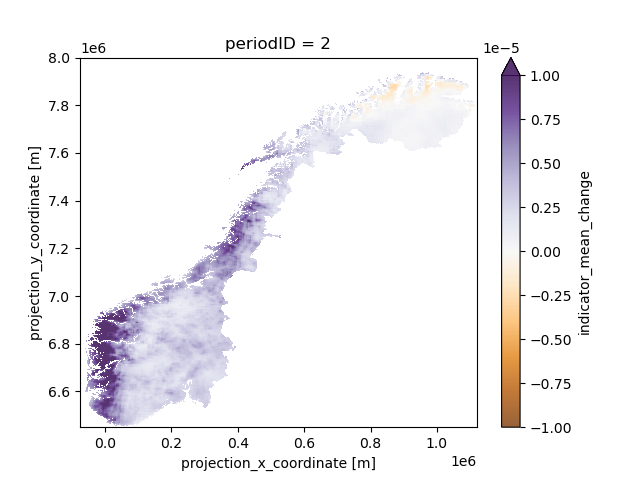 periodID = 2
1e6
1e−5
8.0
7.8
7.6
7.4
7.2
7.0
6.8
6.6
projection_y_coordinate [m]
0.0 0.2 0.4 0.6 0.8 1.0
1e6
projection_x_coordinate [m]
1.00
0.75
0.50
0.25
0.00
−0.25
−0.50
−0.75
−1.00
indicator_mean_change